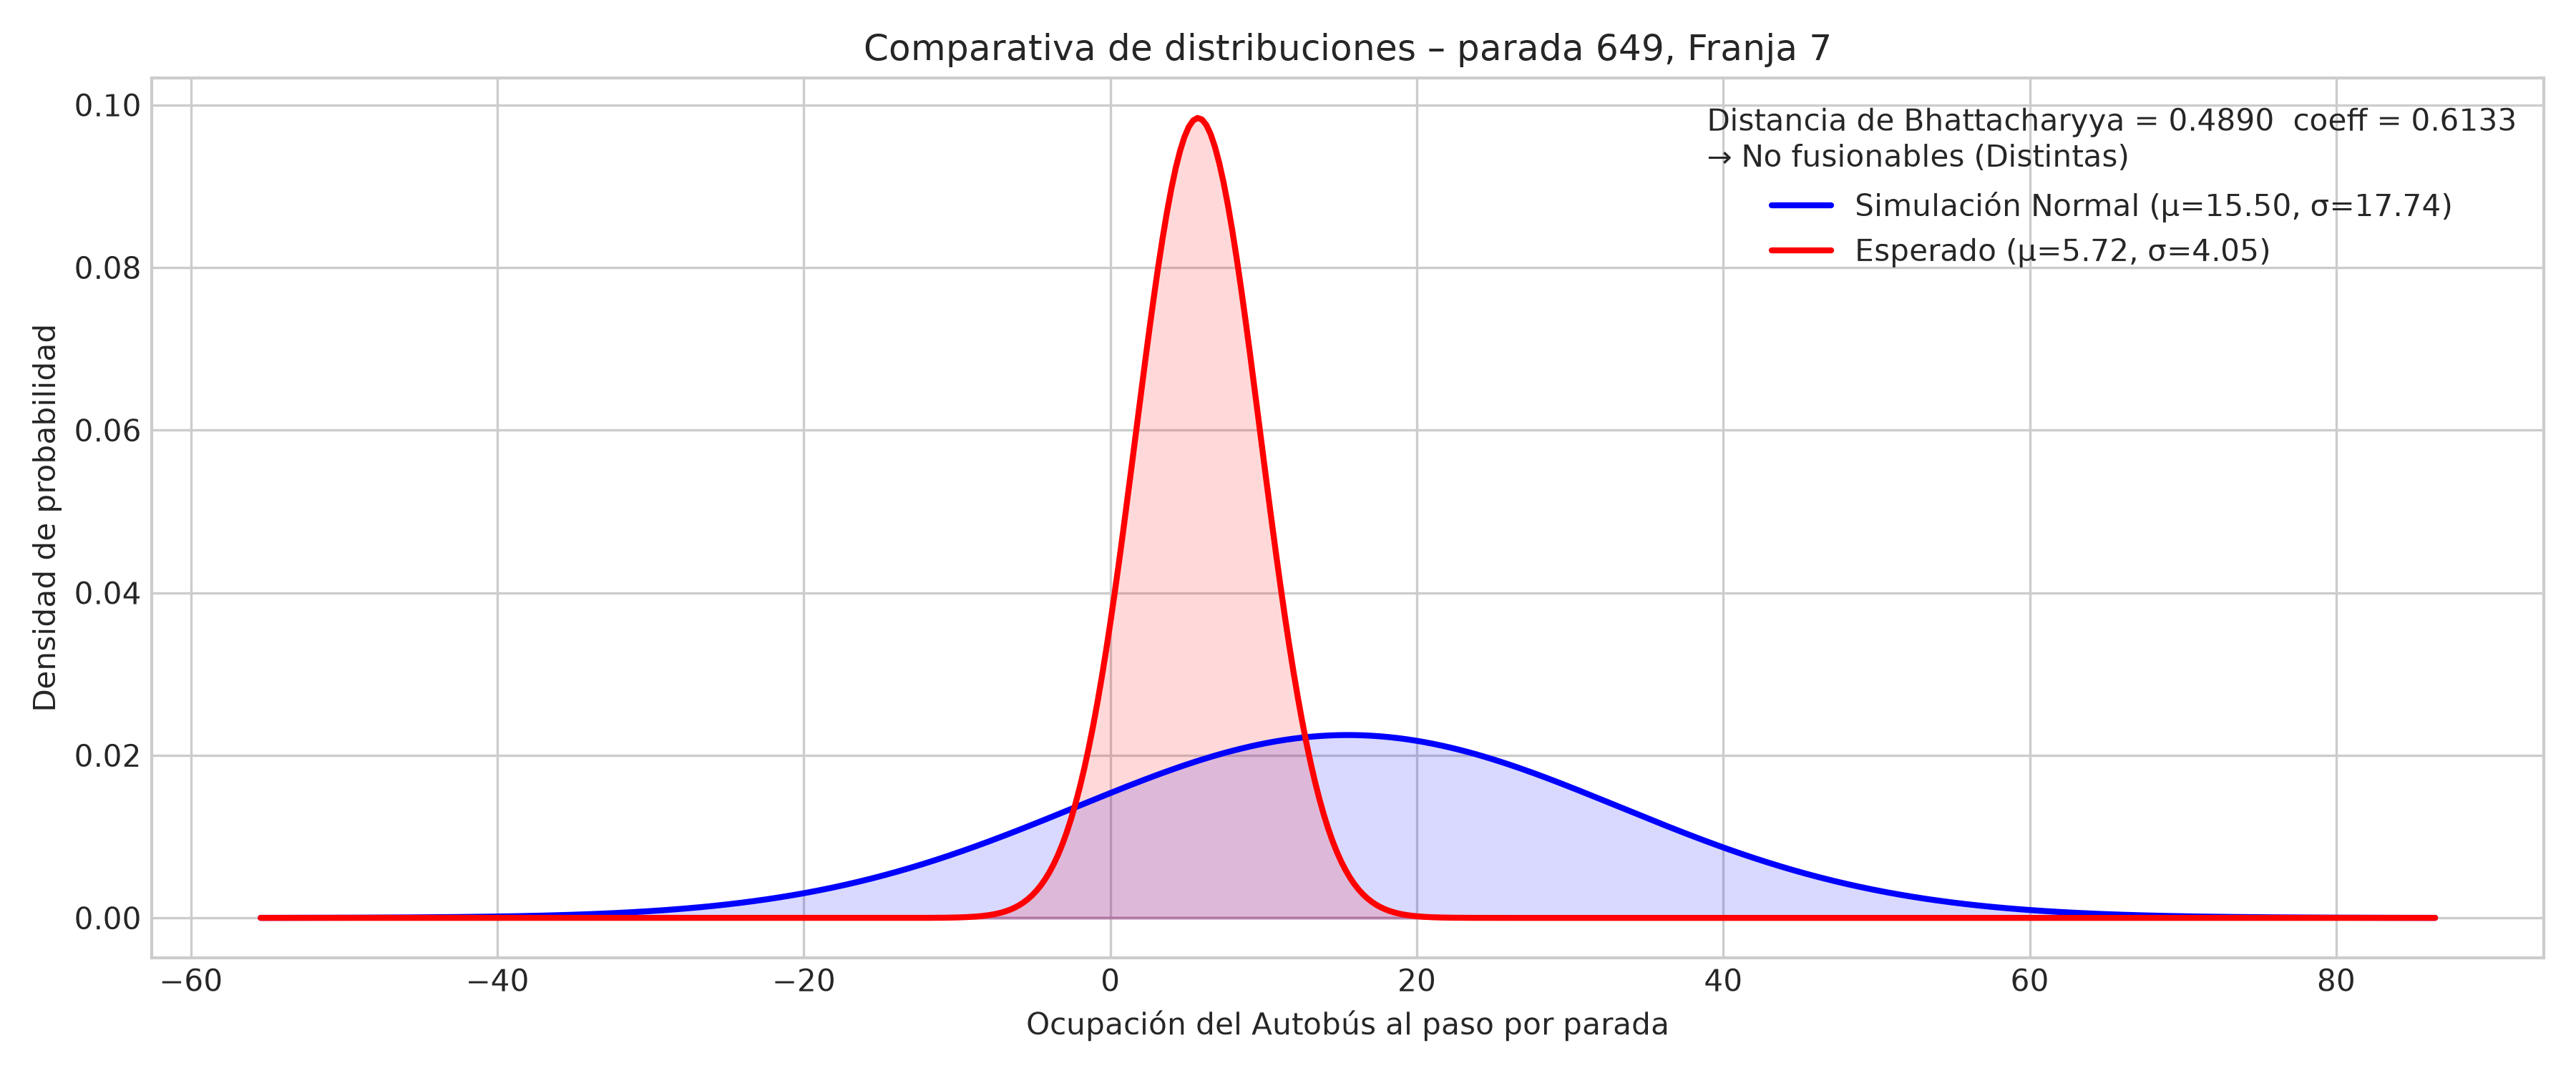 Comparativa de distribuciones – parada 649, Franja 7
Distancia de Bhattacharyya = 0.4890  coeff = 0.6133
→ No fusionables (Distintas)
Simulación Normal (μ=15.50, σ=17.74)
Esperado (μ=5.72, σ=4.05)
Densidad de probabilidad
0.10
0.08
0.06
0.04
0.02
0.00
−60 −40 −20 0 20 40 60 80
Ocupación del Autobús al paso por parada